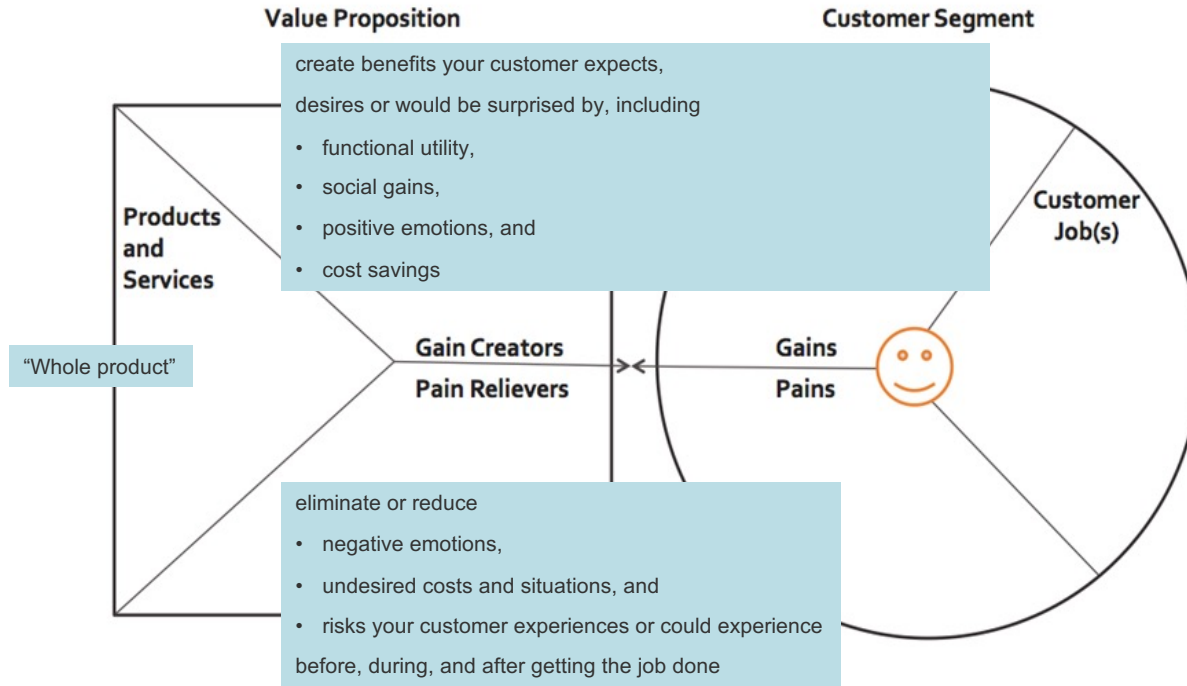 Value Proposition
Customer Segment
create benefits your customer expects,
desires or would be surprised by, including
• functional utility,
• social gains,
• positive emotions, and
• cost savings
Products
and
Services
Customer
Job(s)
“Whole product”
Gain Creators
Pain Relievers
Gains
Pains
eliminate or reduce
• negative emotions,
• undesired costs and situations, and
• risks your customer experiences or could experience
before, during, and after getting the job done